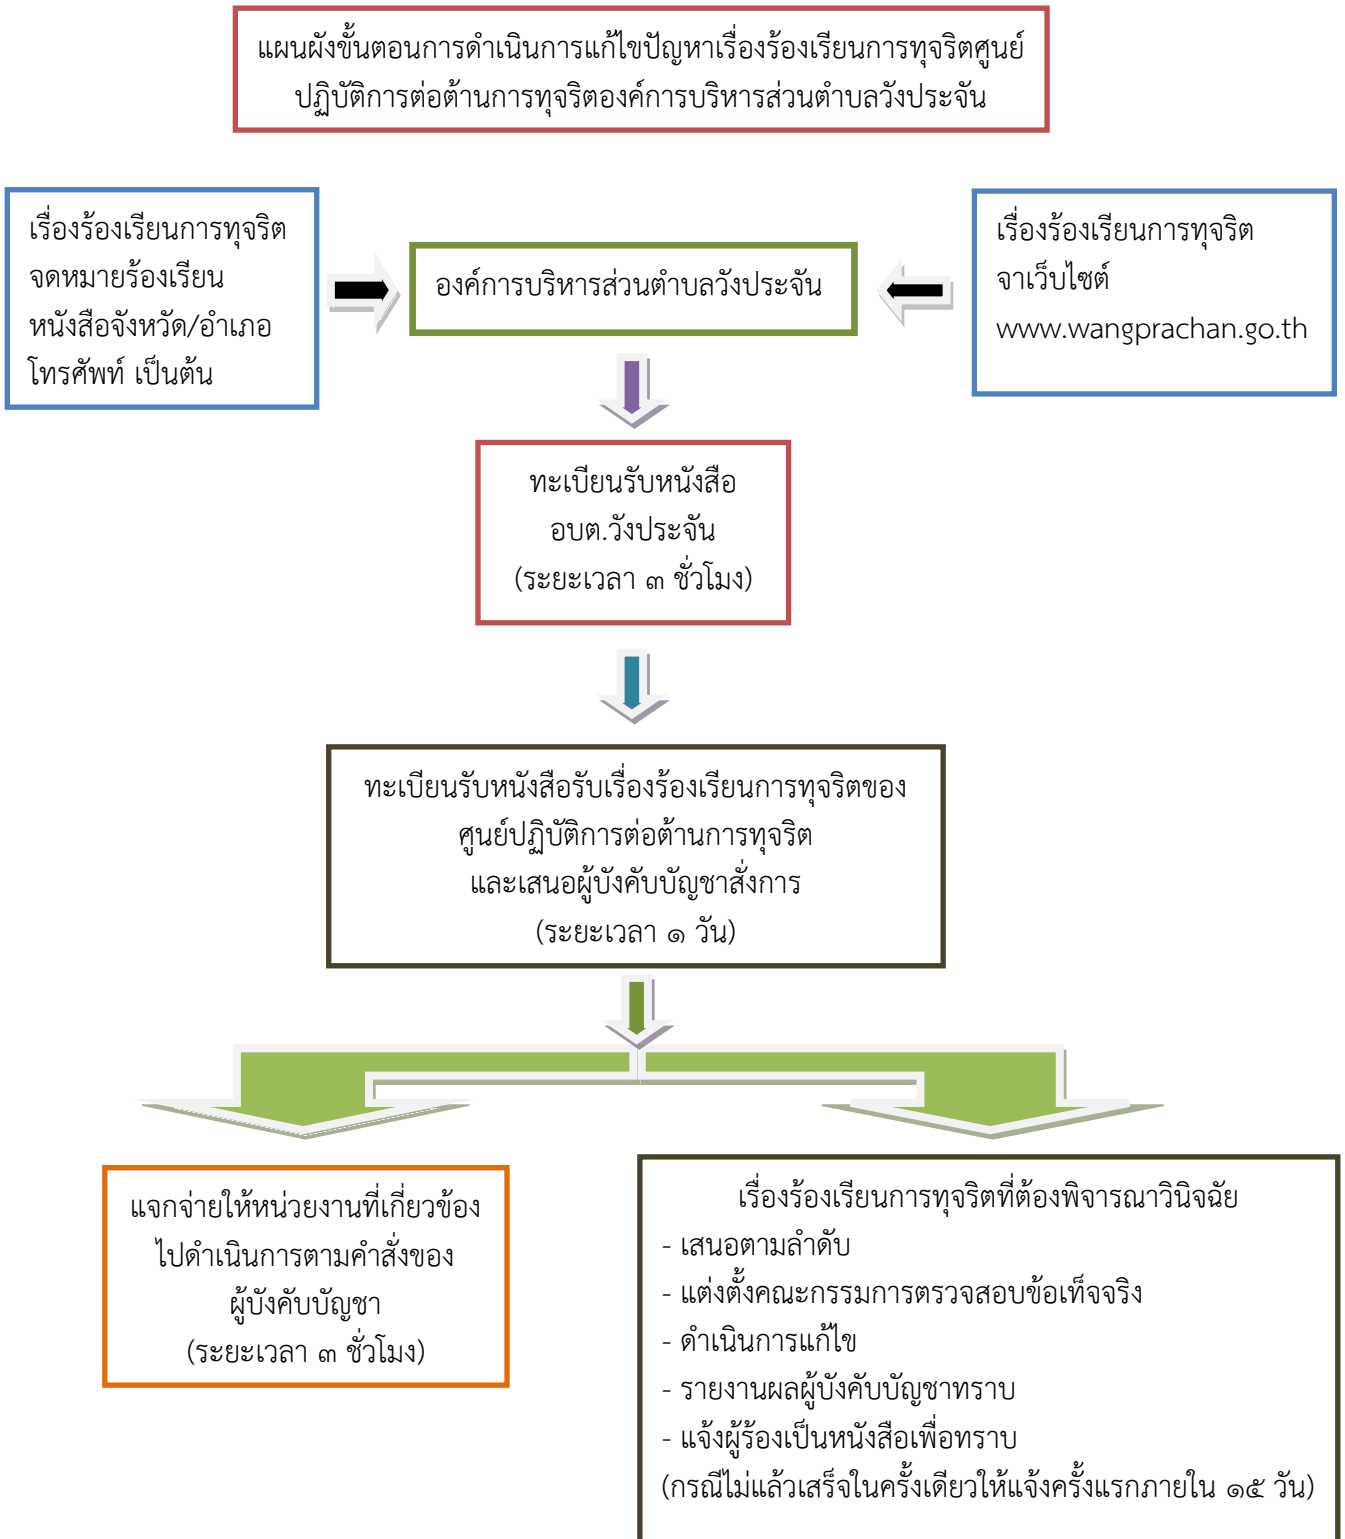 แผนผังขั้นตอนการดำเนินการแก้ไขปัญหาเรื่องร้องเรียนการทุจริตศูนย์
ปฏิบัติการต่อต้านการทุจริตองค์การบริหารส่วนตำบลวังประจัน
เรื่องร้องเรียนการทุจริต
จดหมายร้องเรียน
หนังสือจังหวัด/อำเภอ
โทรศัพท์ เป็นต้น
องค์การบริหารส่วนตำบลวังประจัน
เรื่องร้องเรียนการทุจริต
จาเว็บไซต์
www.wangprachan.go.th
ทะเบียนรับหนังสือ
อบต.วังประจัน
(ระยะเวลา ๓ ชั่วโมง)
ทะเบียนรับหนังสือรับเรื่องร้องเรียนการทุจริตของ
ศูนย์ปฏิบัติการต่อต้านการทุจริต
และเสนอผู้บังคับบัญชาสั่งการ
(ระยะเวลา ๑ วัน)
แจกจ่ายให้หน่วยงานที่เกี่ยวข้อง
ไปดำเนินการตามคำสั่งของ
ผู้บังคับบัญชา
(ระยะเวลา ๓ ชั่วโมง)
เรื่องร้องเรียนการทุจริตที่ต้องพิจารณาวินิจฉัย
- เสนอตามลำดับ
- แต่งตั้งคณะกรรมการตรวจสอบข้อเท็จจริง
- ดำเนินการแก้ไข
- รายงานผลผู้บังคับบัญชาทราบ
- แจ้งผู้ร้องเป็นหนังสือเพื่อทราบ
(กรณีไม่แล้วเสร็จในครั้งเดียวให้แจ้งครั้งแรกภายใน ๑๕ วัน)